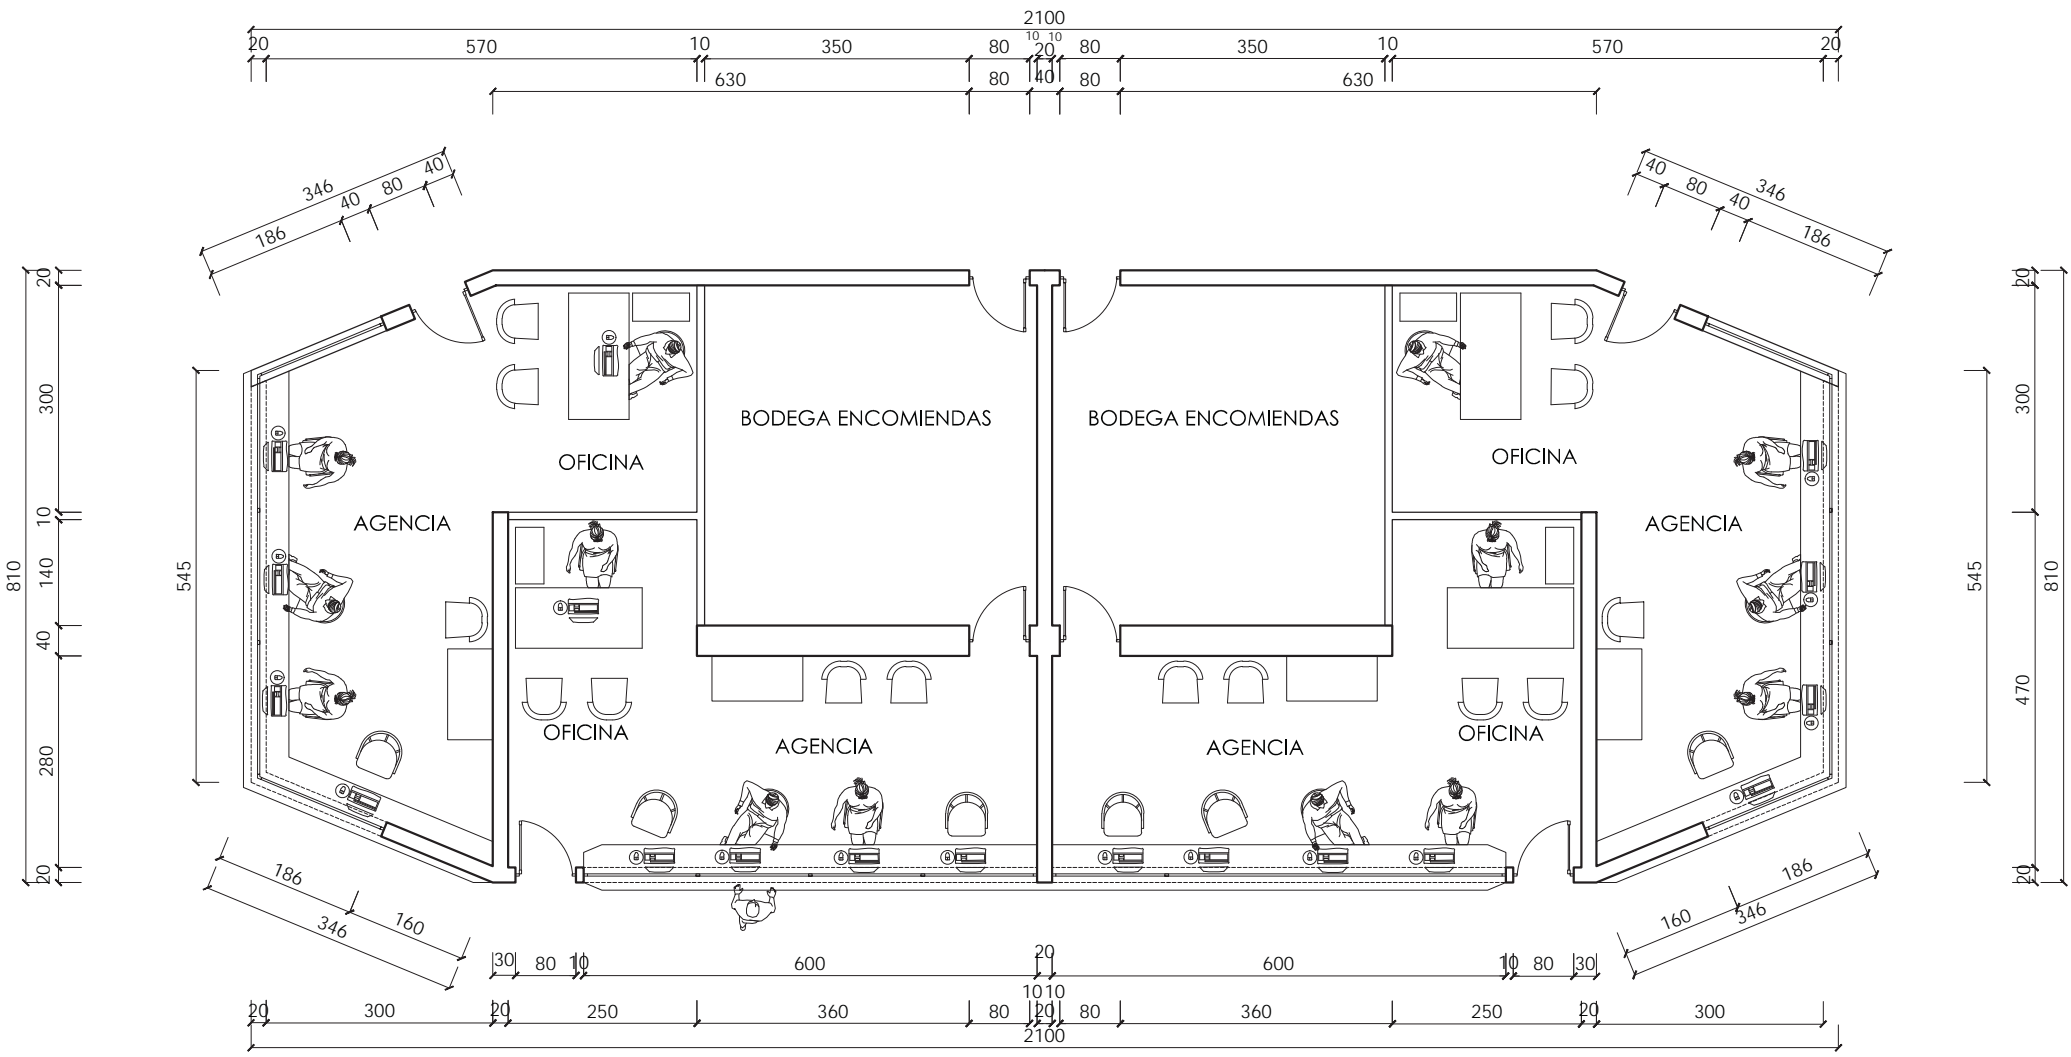 2100
20 570 10 350 80 10 20 10 80 350 10 570 20
630 80 40 80 630
346
40 80 40
186
40 80 40
346
186
20 300 10 140 40 280 20
810
545
20 300 470 20
810
545
BODEGA ENCOMIENDAS
BODEGA ENCOMIENDAS
OFICINA
OFICINA
AGENCIA
AGENCIA
OFICINA
AGENCIA
AGENCIA
OFICINA
186
160
346
186
160
346
30 80 10 600 20 600 10 80 30
10 10
20 300 20 250 360 80 20 80 360 250 20 300 20
2100